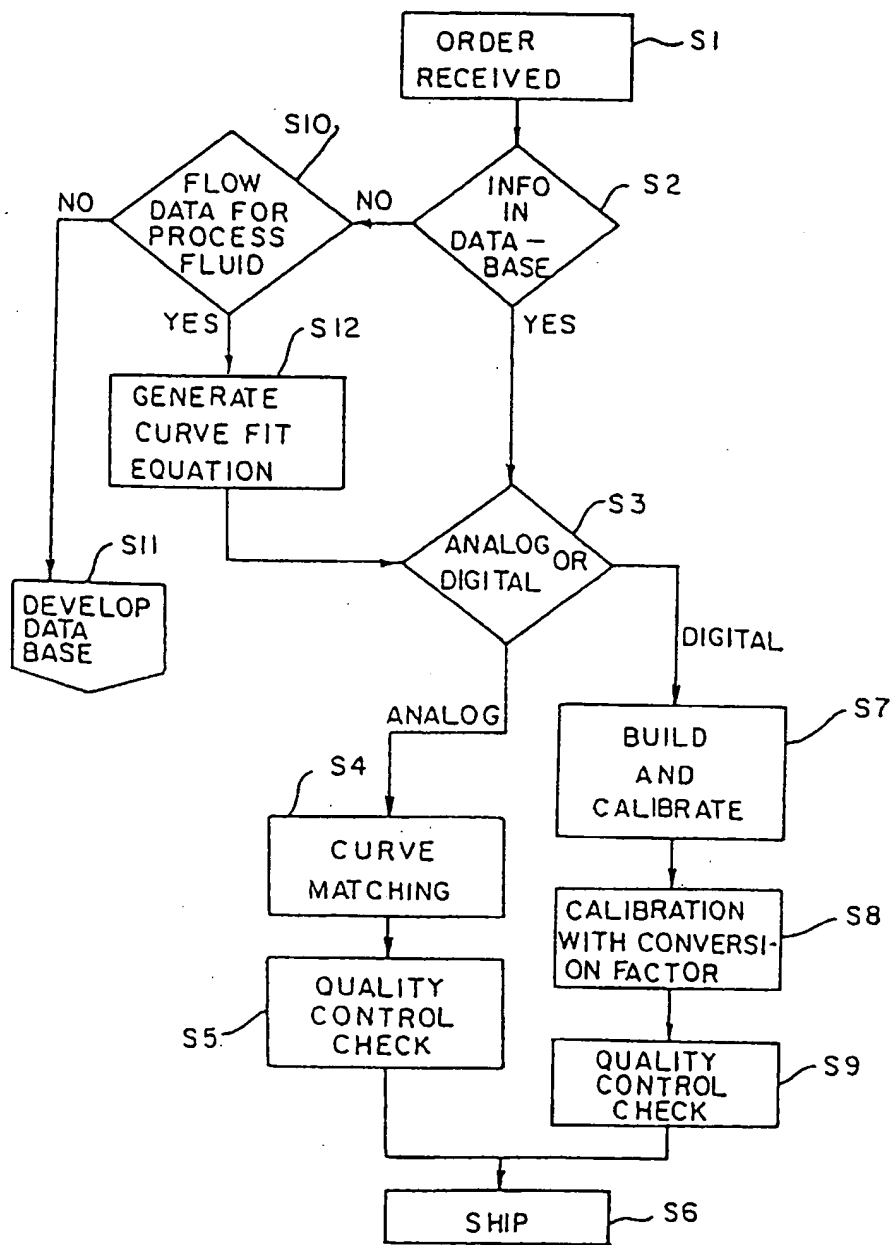 ORDER
RECEIVED
S1
S10
FLOW
DATA FOR
PROCESS
FLUID
NO
NO
INFO
IN
DATA-
BASE
S2
YES
S12
YES
GENERATE
CURVE FIT
EQUATION
S3
ANALOG OR
DIGITAL
S11
DEVELOP
DATA
BASE
DIGITAL
ANALOG
S7
BUILD
AND
CALIBRATE
S4
CURVE
MATCHING
CALIBRATION
WITH CONVERSI-
ON FACTOR
S8
QUALITY
CONTROL
CHECK
S5
QUALITY
CONTROL
CHECK
S9
SHIP
S6